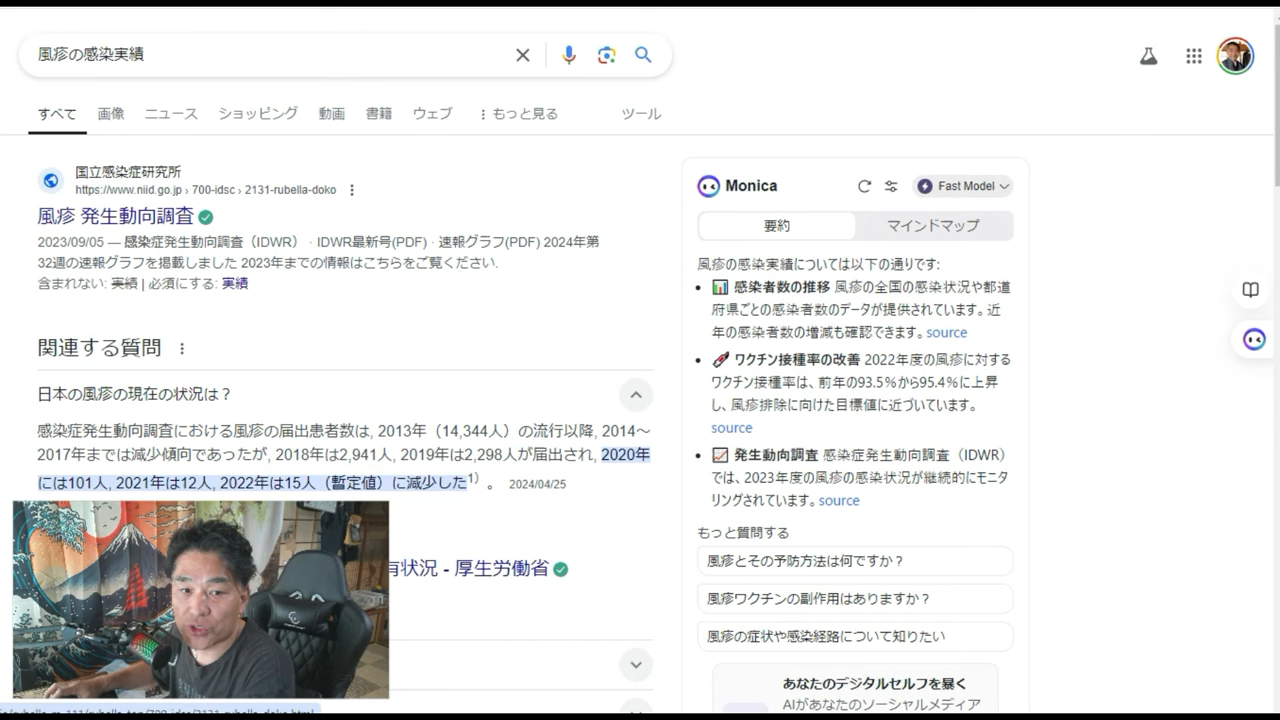 風疹の感染実績
すべて 画像 ニュース ショッピング 動画 書籍 ウェブ もっと見る ツール
国立感染症研究所
https://www.niid.go.jp › 700-idsc › 2131-rubella-doko
風疹 発生動向調査
2023/09/05 — 感染症発生動向調査（IDWR） · IDWR最新号(PDF) · 速報グラフ(PDF) 2024年第
32週の速報グラフを掲載しました 2023年までの情報はこちらをご覧ください.
含まれない: 実績 | 必須にする: 実績
関連する質問
日本の風疹の現在の状況は？
感染症発生動向調査における風疹の届出患者数は, 2013年（14,344人）の流行以降, 2014～
2017年までは減少傾向であったが, 2018年は2,941人, 2019年は2,298人が届出され, 2020年
には101人, 2021年は12人, 2022年は15人（暫定値）に減少した1）。 2024/04/25
有状況 - 厚生労働省
Monica
Fast Model
要約 マインドマップ
風疹の感染実績については以下の通りです:
• 📊 感染者数の推移 風疹の全国の感染状況や都道
府県ごとの感染者数のデータが提供されています。近
年の感染者数の増減も確認できます。source
• 🚀 ワクチン接種率の改善 2022年度の風疹に対する
ワクチン接種率は、前年の93.5%から95.4%に上昇
し、風疹排除に向けた目標値に近づいています。
source
• 📈 発生動向調査 感染症発生動向調査（IDWR）
では、2023年度の風疹の感染状況が継続的にモニタ
リングされています。source
もっと質問する
風疹とその予防方法は何ですか？
風疹ワクチンの副作用はありますか？
風疹の症状や感染経路について知りたい
あなたのデジタルセルフを暴く
AIがあなたのソーシャルメディア